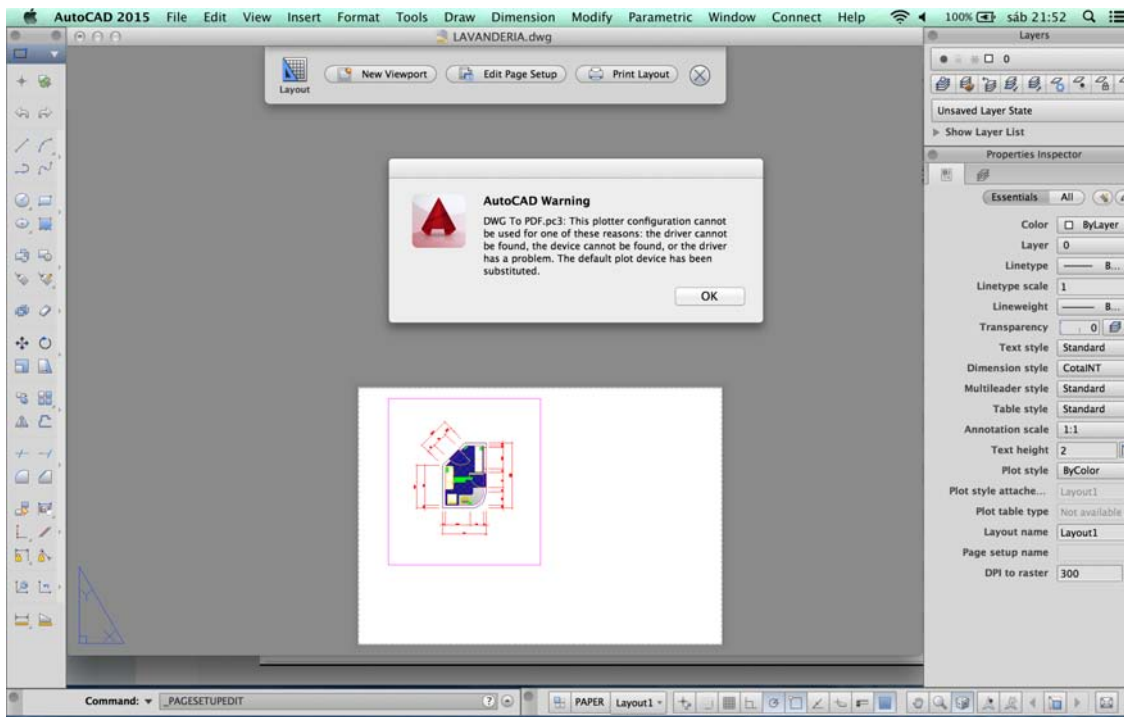 AutoCAD 2015 File Edit View Insert Format Tools Draw Dimension Modify Parametric Window Connect Help 100% sáb 21:52
LAVANDERIA.dwg
Layers
0
Layout
New Viewport
Edit Page Setup
Print Layout
Unsaved Layer State
Show Layer List
Properties Inspector
Essentials All
AutoCAD Warning
DWG To PDF.pc3: This plotter configuration cannot
be used for one of these reasons: the driver cannot
be found, the device cannot be found, or the driver
has a problem. The default plot device has been
substituted.
OK
Color ByLayer
Layer 0
Linetype B...
Linetype scale 1
Lineweight B...
Transparency 0
Text style Standard
Dimension style CotaINT
Multileader style Standard
Table style Standard
Annotation scale 1:1
Text height 2
Plot style ByColor
Plot style attache... Layout1
Plot table type Not available
Layout name Layout1
Page setup name
DPI to raster 300
Y
X
Command: _PAGESETUPEDIT
PAPER Layout1